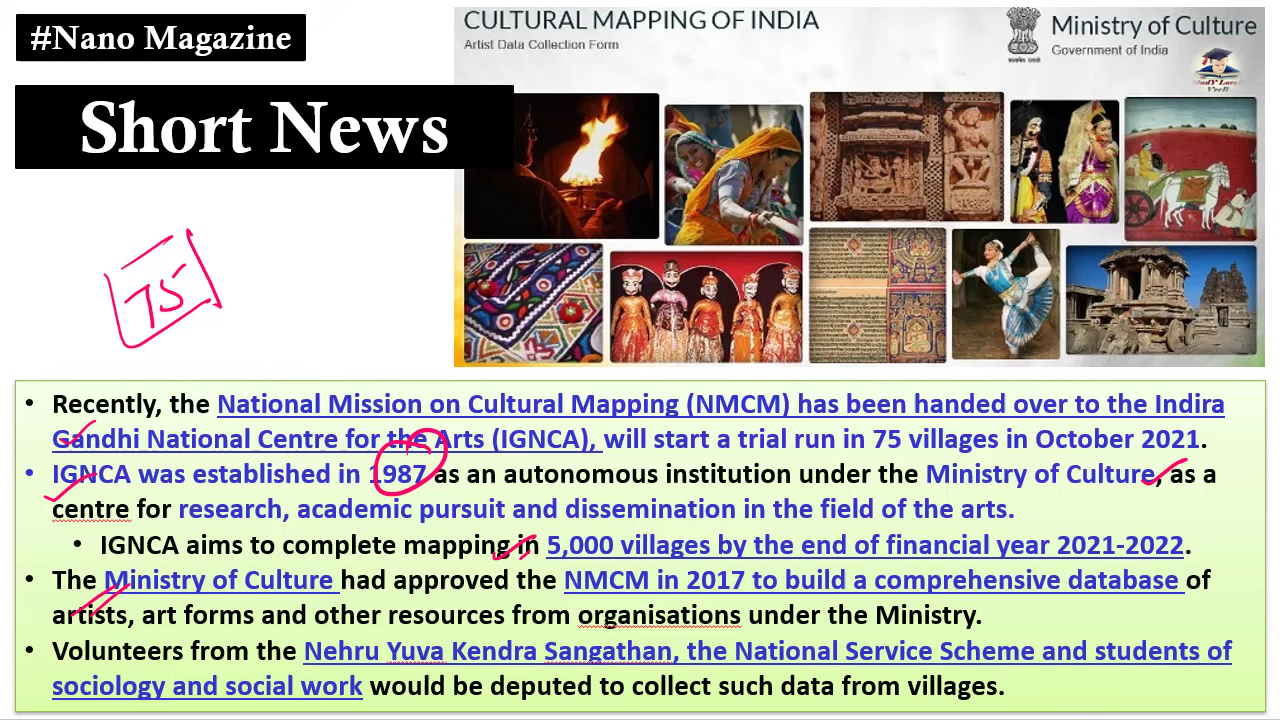 #Nano Magazine
Short News
CULTURAL MAPPING OF INDIA
Artist Data Collection Form
Ministry of Culture
Government of India
75
• Recently, the National Mission on Cultural Mapping (NMCM) has been handed over to the Indira
Gandhi National Centre for the Arts (IGNCA), will start a trial run in 75 villages in October 2021.
• IGNCA was established in 1987 as an autonomous institution under the Ministry of Culture, as a
centre for research, academic pursuit and dissemination in the field of the arts.
• IGNCA aims to complete mapping in 5,000 villages by the end of financial year 2021-2022.
• The Ministry of Culture had approved the NMCM in 2017 to build a comprehensive database of
artists, art forms and other resources from organisations under the Ministry.
• Volunteers from the Nehru Yuva Kendra Sangathan, the National Service Scheme and students of
sociology and social work would be deputed to collect such data from villages.